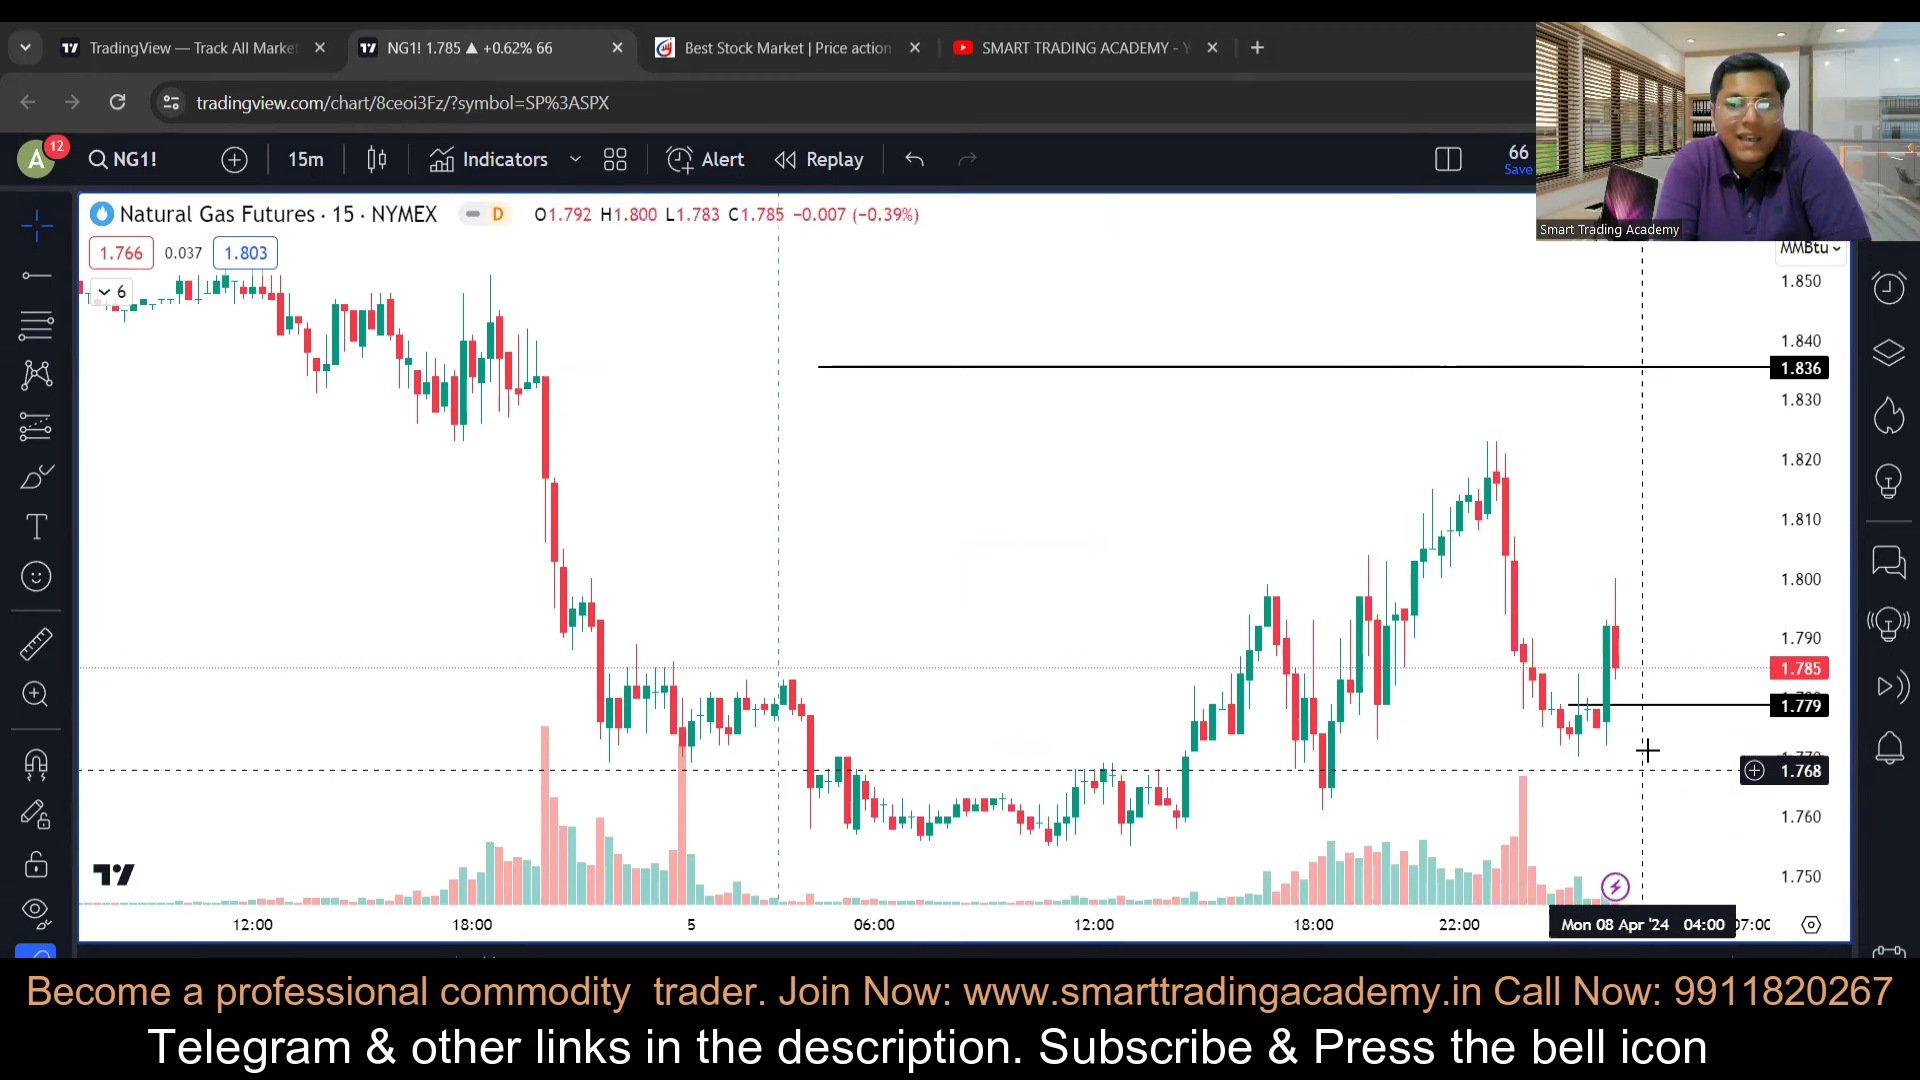 TradingView — Track All Marke
NG1! 1.785 ▲ +0.62% 66
Best Stock Market | Price action
SMART TRADING ACADEMY - Y
tradingview.com/chart/8ceoi3Fz/?symbol=SP%3ASPX
A
12
NG1!
15m
Indicators
Alert
Replay
66
Save
Smart Trading Academy
Natural Gas Futures · 15 · NYMEX
D
O1.792 H1.800 L1.783 C1.785 −0.007 (−0.39%)
1.766
0.037
1.803
MMBtu
6
1.850
1.840
1.836
1.830
1.820
1.810
1.800
1.790
1.785
1.779
1.768
1.760
1.750
12:00
18:00
5
06:00
12:00
18:00
22:00
Mon 08 Apr '24 04:00
07:00
Become a professional commodity trader. Join Now: www.smarttradingacademy.in Call Now: 9911820267
Telegram & other links in the description. Subscribe & Press the bell icon